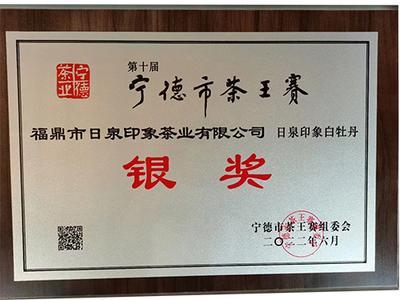 宁德茶业
第十届
宁德市茶王赛
福鼎市日泉印象茶业有限公司 日泉印象白牡丹
银奖
宁德市茶王赛组委会
二〇二二年六月